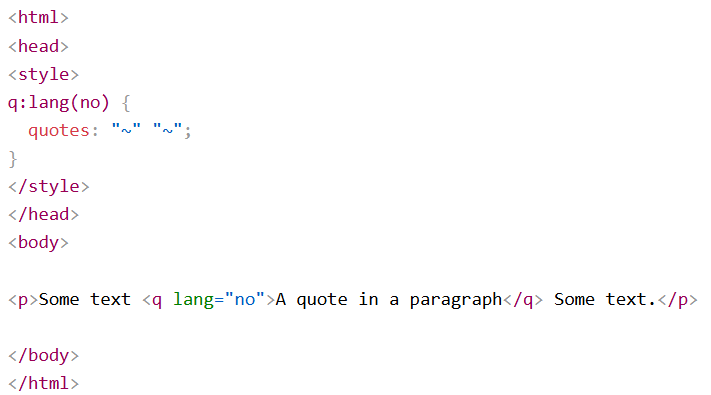 <html>
<head>
<style>
q:lang(no) {
  quotes: "~" "~";
}
</style>
</head>
<body>

<p>Some text <q lang="no">A quote in a paragraph</q> Some text.</p>

</body>
</html>